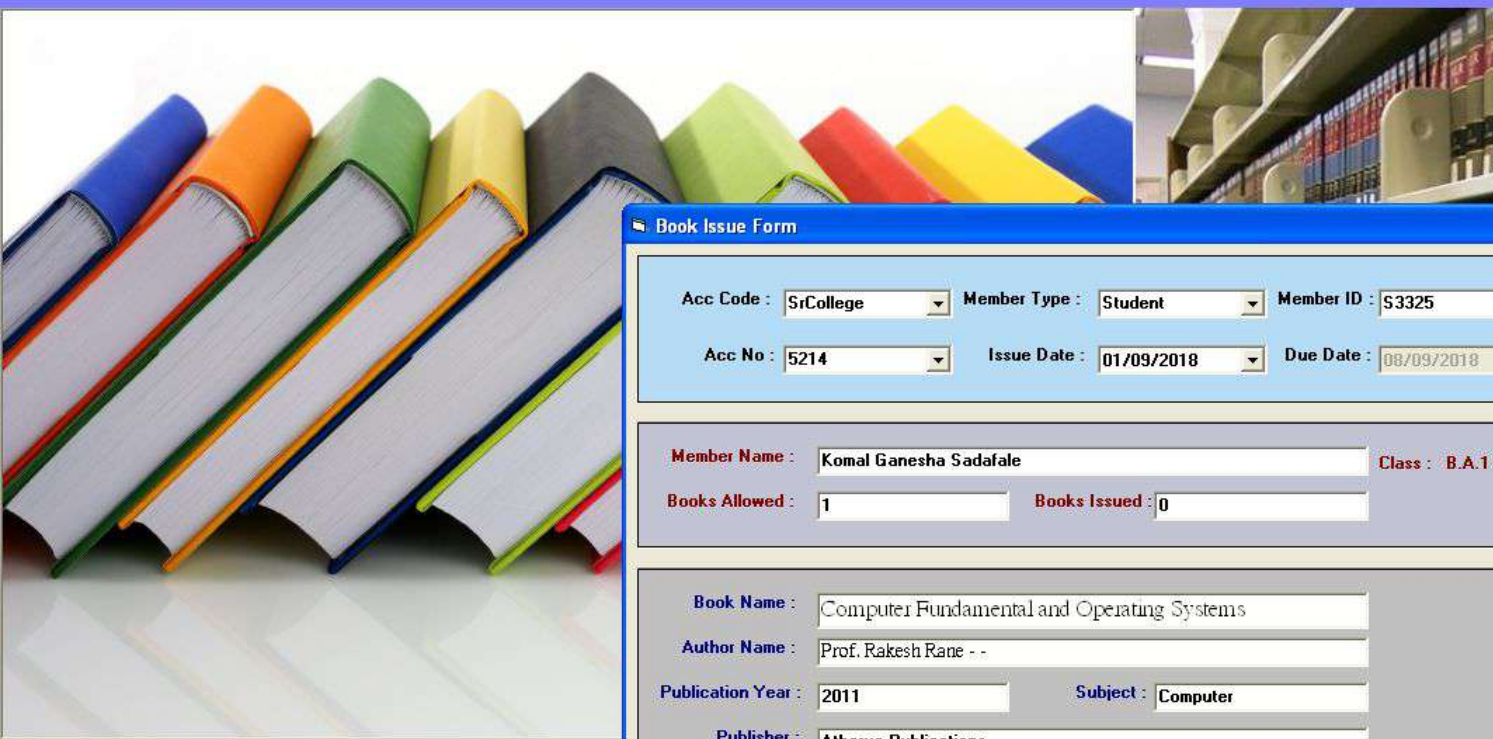 Book Issue Form
Acc Code : SrCollege Member Type : Student Member ID : S3325
Acc No : 5214 Issue Date : 01/09/2018 Due Date : 08/09/2018
Member Name : Komal Ganesha Sadafale Class : B.A.1
Books Allowed : 1 Books Issued : 0
Book Name : Computer Fundamental and Operating Systems
Author Name : Prof. Rakesh Rane - -
Publication Year : 2011 Subject : Computer
Publisher : Publications